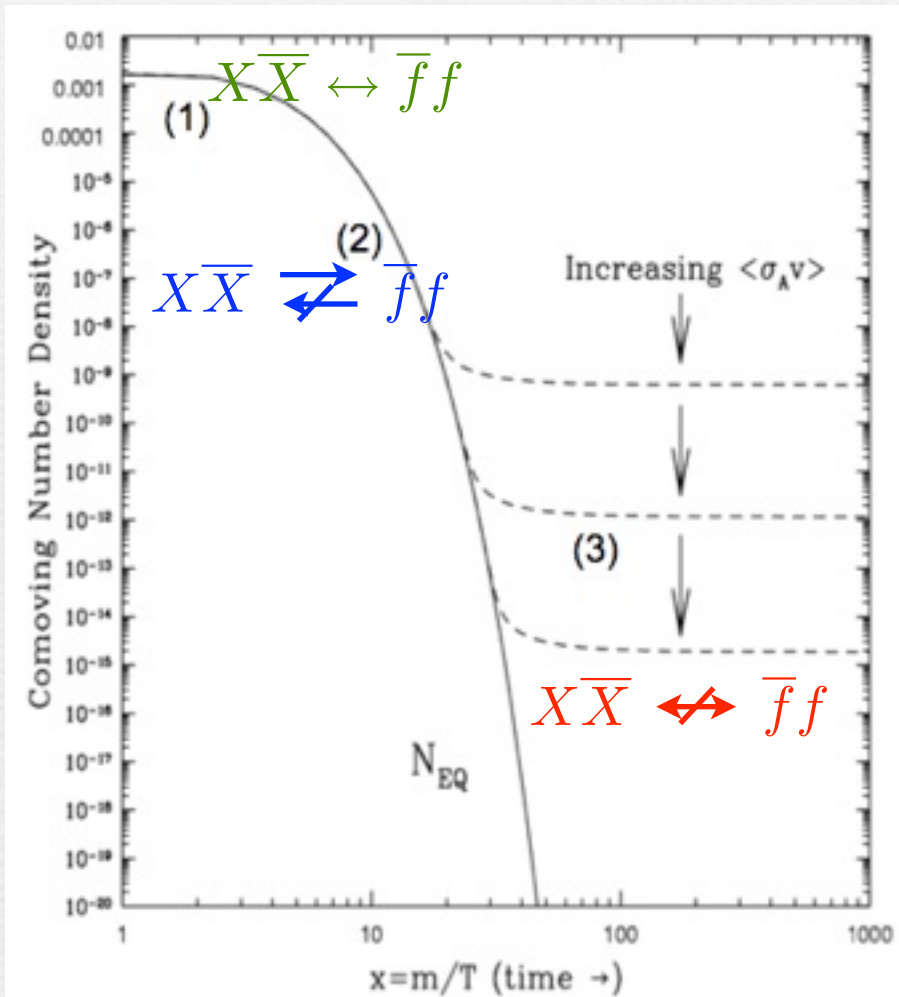 0.01
0.001
0.0001
10⁻⁵
10⁻⁶
10⁻⁷
10⁻⁸
10⁻⁹
10⁻¹⁰
10⁻¹¹
10⁻¹²
10⁻¹³
10⁻¹⁴
10⁻¹⁵
10⁻¹⁶
10⁻¹⁷
10⁻¹⁸
10⁻¹⁹
10⁻²⁰
Comoving Number Density
XX̅ ↔ f̅f
(1)
(2)
XX̅ ⇄̸ f̅f
Increasing <σ_A v>
(3)
XX̅ ↮ f̅f
N_EQ
1 10 100 1000
x=m/T (time →)